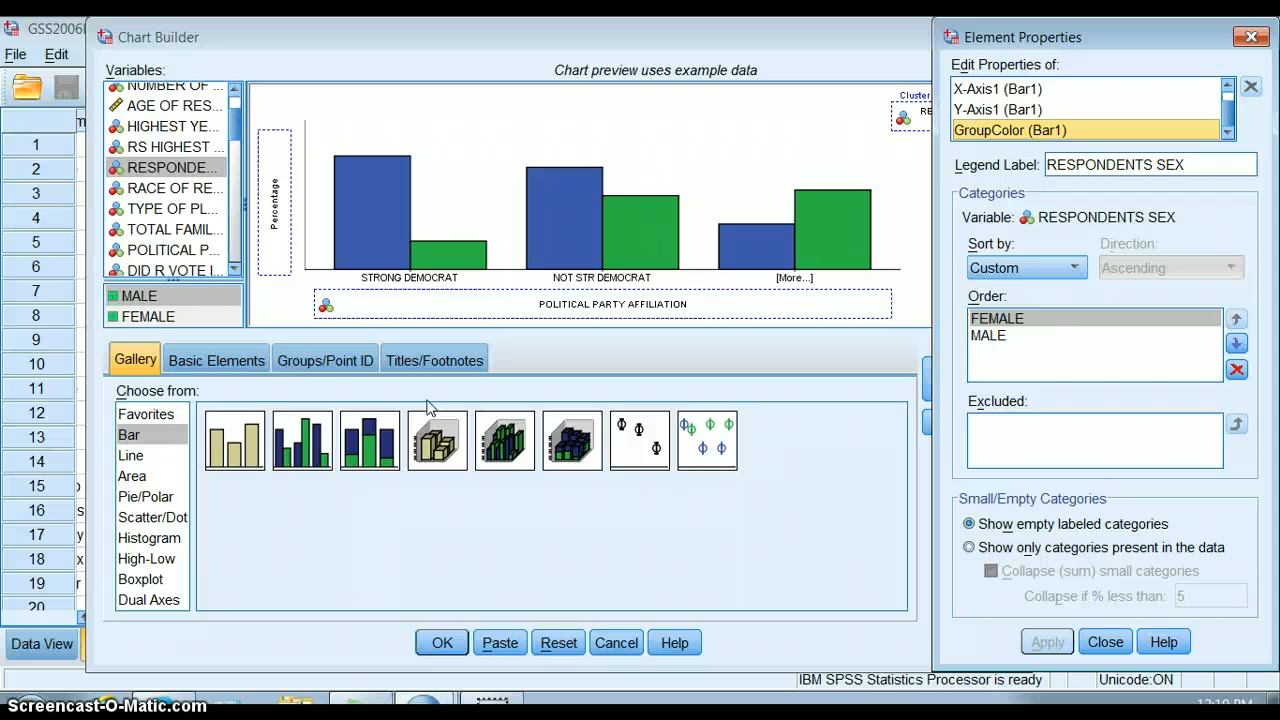 GSS2006
Chart Builder
Element Properties
File Edit
Variables:
Chart preview uses example data
Edit Properties of:
NUMBER OF ...
AGE OF RES...
HIGHEST YE...
RS HIGHEST ...
RESPONDE...
RACE OF RE...
TYPE OF PL...
TOTAL FAMIL...
POLITICAL P...
DID R VOTE I...
MALE
FEMALE
Cluster
RE
Percentage
STRONG DEMOCRAT
NOT STR DEMOCRAT
[More...]
POLITICAL PARTY AFFILIATION
X-Axis1 (Bar1)
Y-Axis1 (Bar1)
GroupColor (Bar1)
Legend Label: RESPONDENTS SEX
Categories
Variable: RESPONDENTS SEX
Sort by:
Direction:
Custom
Ascending
Order:
FEMALE
MALE
Excluded:
Small/Empty Categories
Show empty labeled categories
Show only categories present in the data
Collapse (sum) small categories
Collapse if % less than: 5
Apply
Close
Help
Gallery
Basic Elements
Groups/Point ID
Titles/Footnotes
Choose from:
Favorites
Bar
Line
Area
Pie/Polar
Scatter/Dot
Histogram
High-Low
Boxplot
Dual Axes
OK
Paste
Reset
Cancel
Help
1
2
3
4
5
6
7
8
9
10
11
12
13
14
15
16
17
18
19
20
Data View
IBM SPSS Statistics Processor is ready
Unicode:ON
Screencast-O-Matic.com